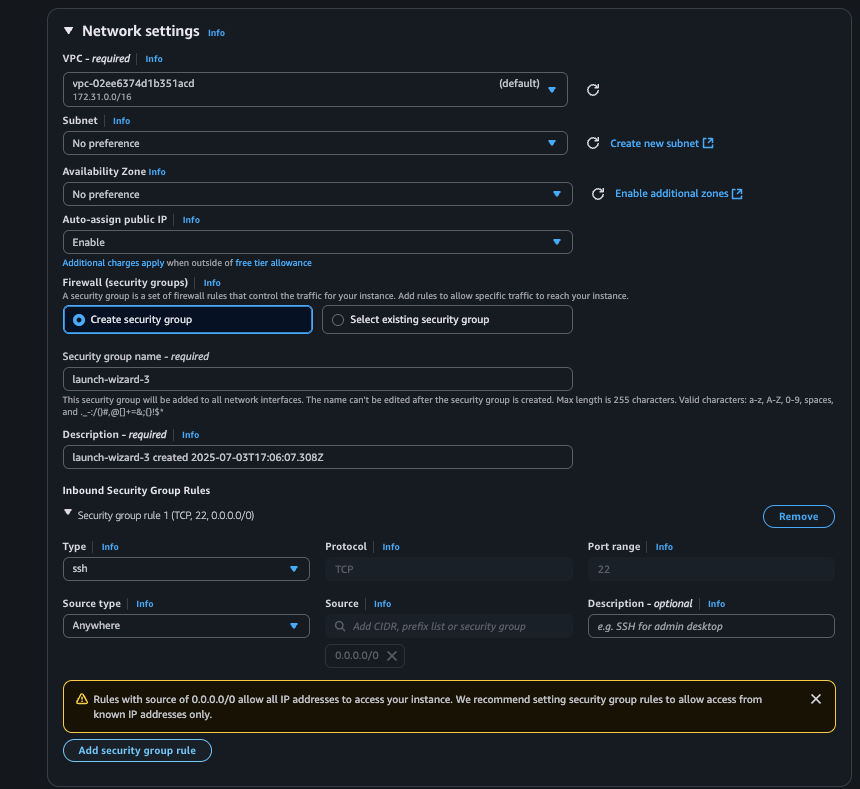 Network settings Info
VPC - required Info
vpc-02ee6374d1b351acd (default)
172.31.0.0/16
Subnet Info
No preference
Create new subnet
Availability Zone Info
No preference
Enable additional zones
Auto-assign public IP Info
Enable
Additional charges apply when outside of free tier allowance
Firewall (security groups) Info
A security group is a set of firewall rules that control the traffic for your instance. Add rules to allow specific traffic to reach your instance.
Create security group
Select existing security group
Security group name - required
launch-wizard-3
This security group will be added to all network interfaces. The name can't be edited after the security group is created. Max length is 255 characters. Valid characters: a-z, A-Z, 0-9, spaces,
and ._-:/()#,@[]+=&;{}!$*
Description - required Info
launch-wizard-3 created 2025-07-03T17:06:07.308Z
Inbound Security Group Rules
Security group rule 1 (TCP, 22, 0.0.0.0/0)
Remove
Type Info
Protocol Info
Port range Info
ssh
TCP
22
Source type Info
Source Info
Description - optional Info
Anywhere
Add CIDR, prefix list or security group
e.g. SSH for admin desktop
0.0.0.0/0
Rules with source of 0.0.0.0/0 allow all IP addresses to access your instance. We recommend setting security group rules to allow access from
known IP addresses only.
Add security group rule